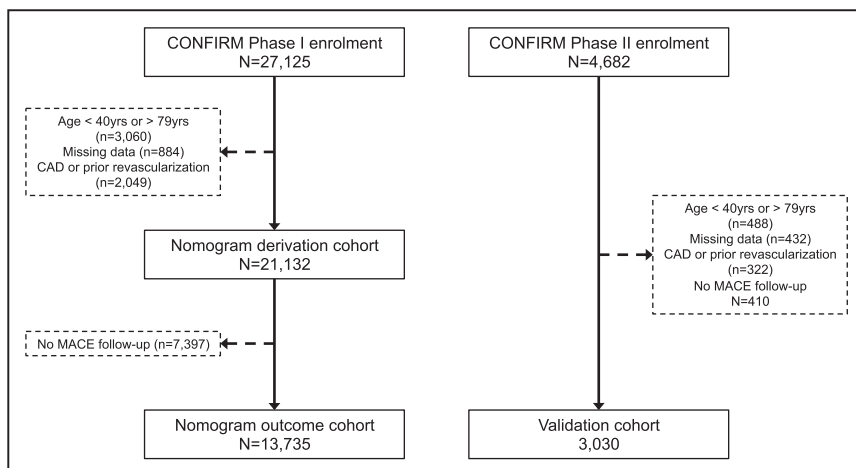 CONFIRM Phase I enrolment
N=27,125
Age < 40yrs or > 79yrs
(n=3,060)
Missing data (n=884)
CAD or prior revascularization
(n=2,049)
Nomogram derivation cohort
N=21,132
No MACE follow-up (n=7,397)
Nomogram outcome cohort
N=13,735
CONFIRM Phase II enrolment
N=4,682
Age < 40yrs or > 79yrs
(n=488)
Missing data (n=432)
CAD or prior revascularization
(n=322)
No MACE follow-up
N=410
Validation cohort
3,030